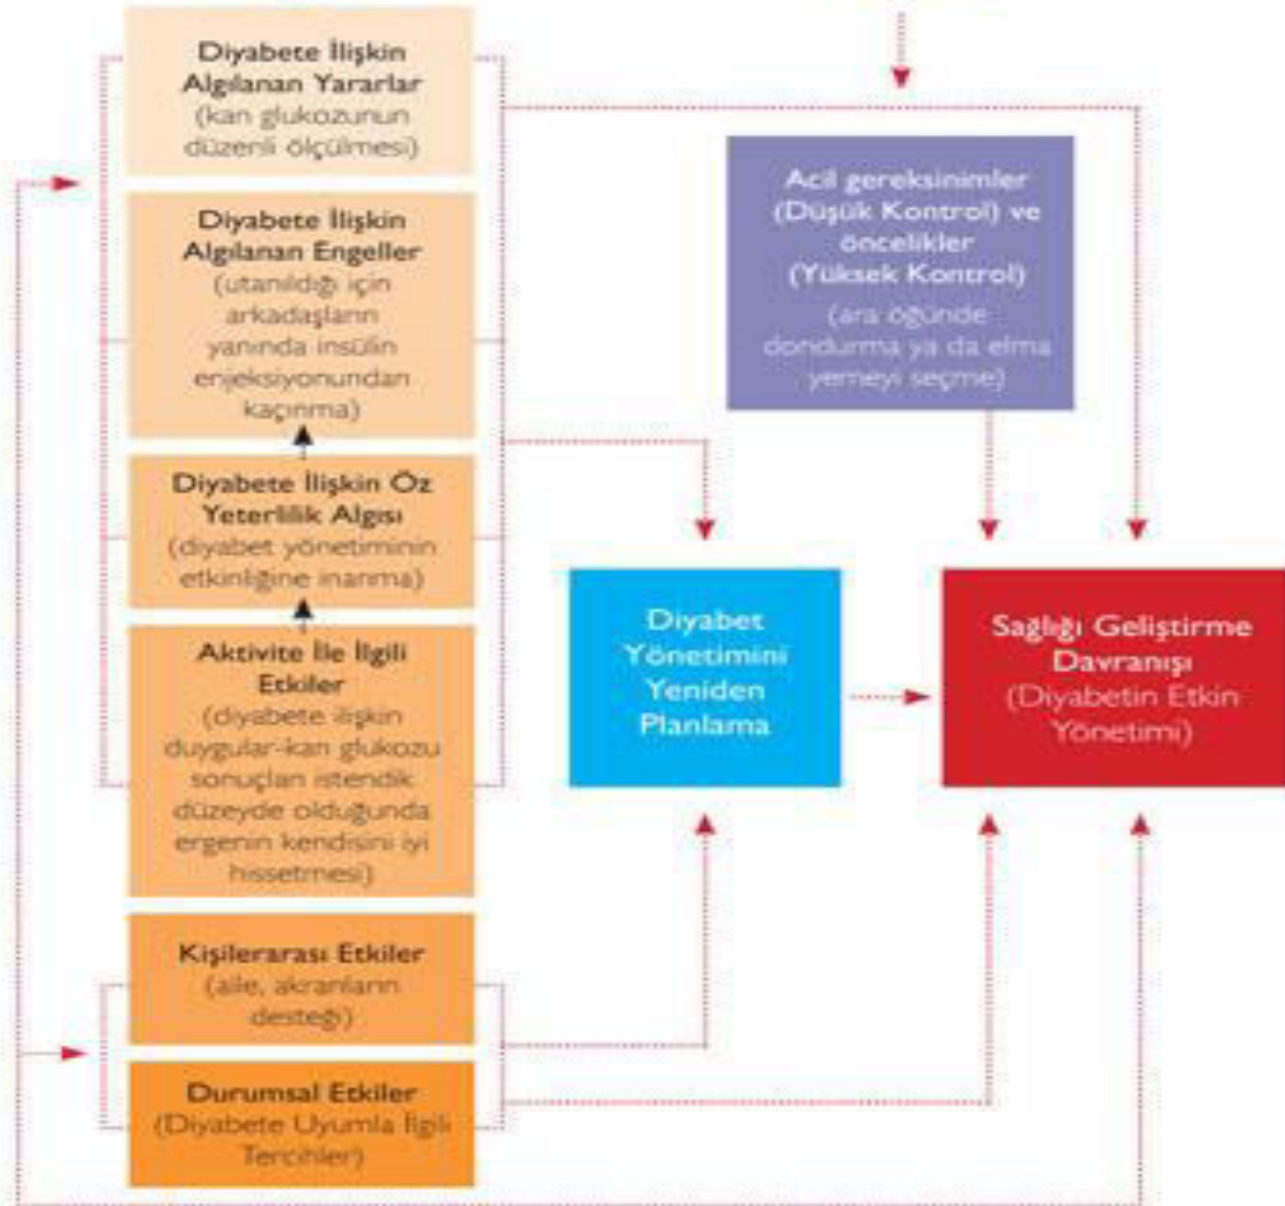 Diyabete İlişkin
Algılanan Yararlar
(kan glukozunun
düzenli ölçülmesi)
Diyabete İlişkin
Algılanan Engeller
(utanıldığı için
arkadaşların
yanında insülin
enjeksiyonundan
kaçınma)
Diyabete İlişkin Öz
Yeterlilik Algısı
(diyabet yönetiminin
etkinliğine inanma)
Aktivite İle İlgili
Etkiler
(diyabete ilişkin
duygular-kan glukozu
sonuçları istendik
düzeyde olduğunda
ergenin kendisini iyi
hissetmesi)
Kişilerarası Etkiler
(aile, akranların
desteği)
Durumsal Etkiler
(Diyabete Uyumla İlgili
Tercihler)
Acil gereksinimler
(Düşük Kontrol) ve
öncelikler
(Yüksek Kontrol)
(ara öğünde
dondurma ya da elma
yemeyi seçme)
Diyabet
Yönetimini
Yeniden
Planlama
Sağlığı Geliştirme
Davranışı
(Diyabetin Etkin
Yönetimi)